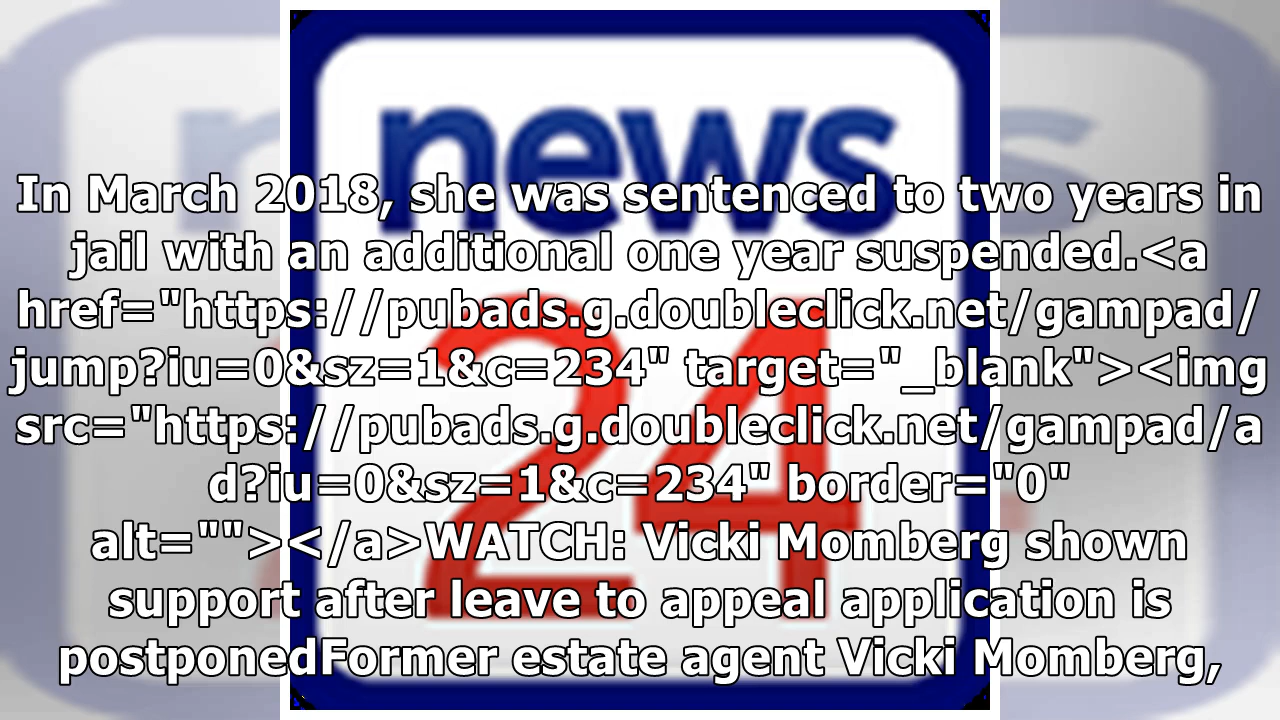 news
24
In March 2018, she was sentenced to two years in
jail with an additional one year suspended.<a
href="https://pubads.g.doubleclick.net/gampad/
jump?iu=0&sz=1&c=234" target="_blank"><img
src="https://pubads.g.doubleclick.net/gampad/a
d?iu=0&sz=1&c=234" border="0"
alt=""></a>WATCH: Vicki Momberg shown
support after leave to appeal application is
postponedFormer estate agent Vicki Momberg,